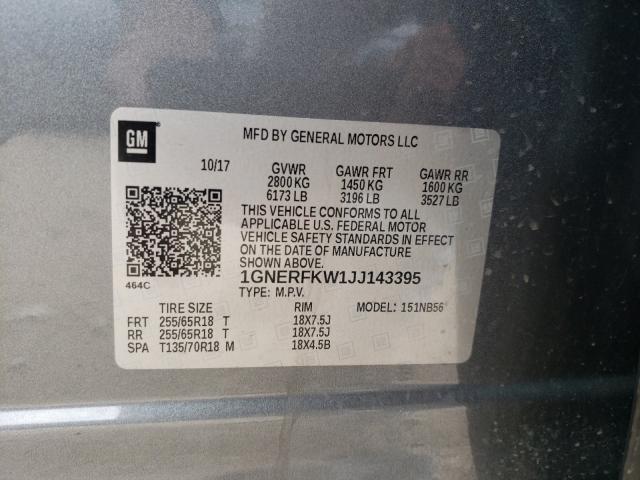 GM
MFD BY GENERAL MOTORS LLC
10/17 GVWR GAWR FRT GAWR RR
2800 KG 1450 KG 1600 KG
6173 LB 3196 LB 3527 LB
THIS VEHICLE CONFORMS TO ALL
APPLICABLE U.S. FEDERAL MOTOR
VEHICLE SAFETY STANDARDS IN EFFECT
ON THE DATE OF MANUFACTURE
SHOWN ABOVE.
464C 1GNERFKW1JJ143395
TYPE: M.P.V.
TIRE SIZE RIM MODEL: 151NB56
FRT 255/65R18 T 18X7.5J
RR 255/65R18 T 18X7.5J
SPA T135/70R18 M 18X4.5B